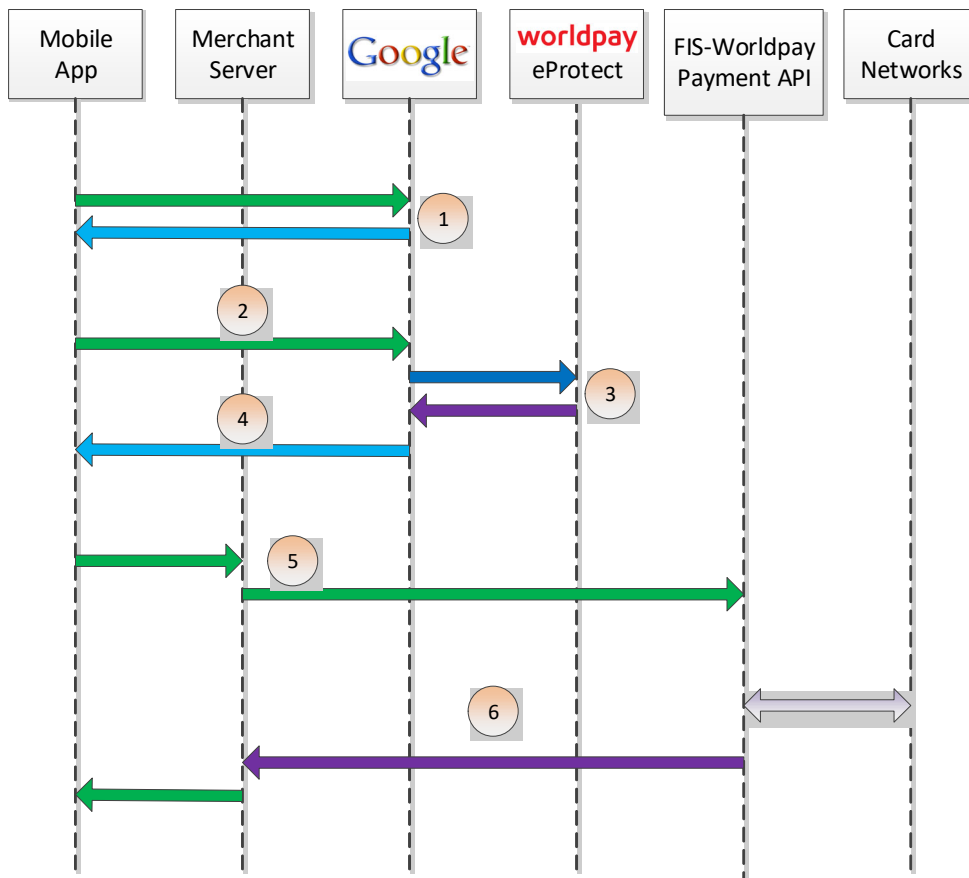 Mobile
App
Merchant
Server
Google
worldpay
eProtect
FIS-Worldpay
Payment API
Card
Networks
1
2
3
4
5
6